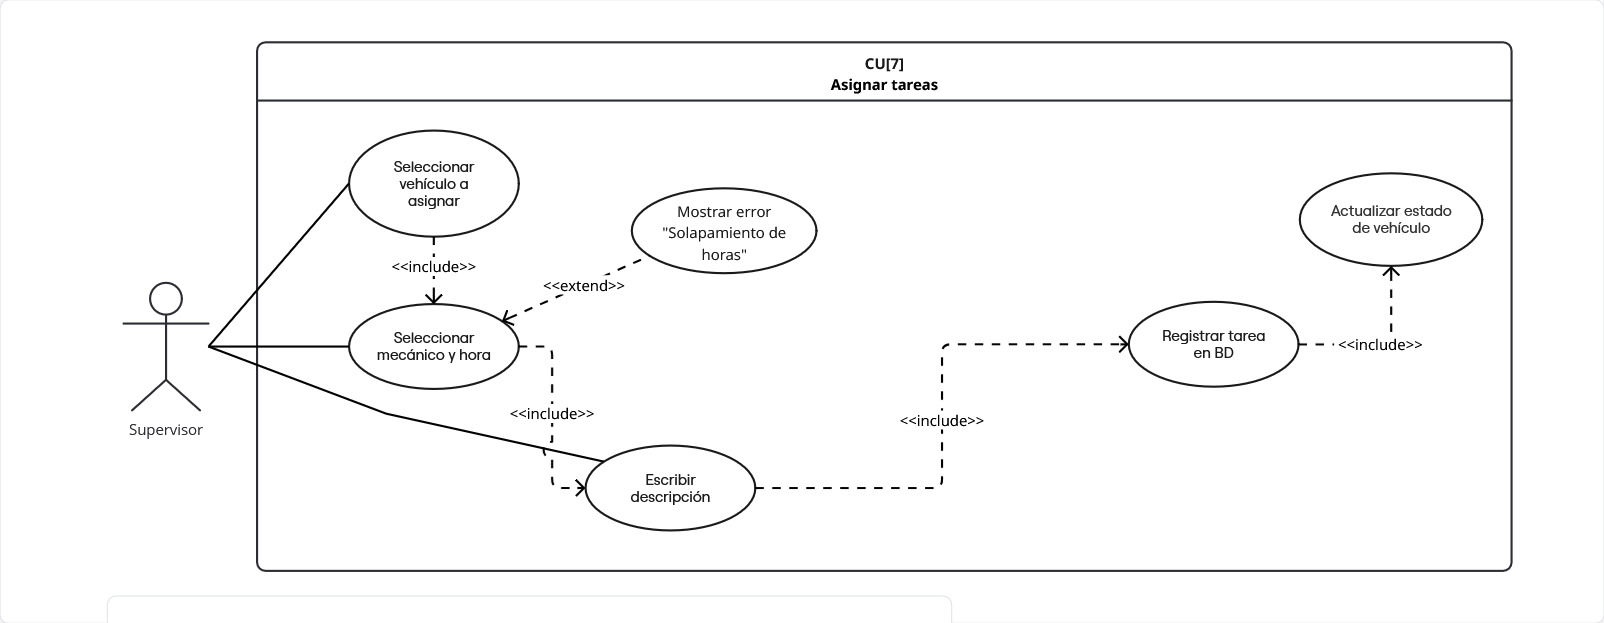 CU[7]
Asignar tareas
Seleccionar
vehículo a
asignar
Mostrar error
"Solapamiento de
horas"
Actualizar estado
de vehículo
<<include>>
<<extend>>
Seleccionar
mecánico y hora
Registrar tarea
en BD
<<include>>
<<include>>
<<include>>
Supervisor
Escribir
descripción